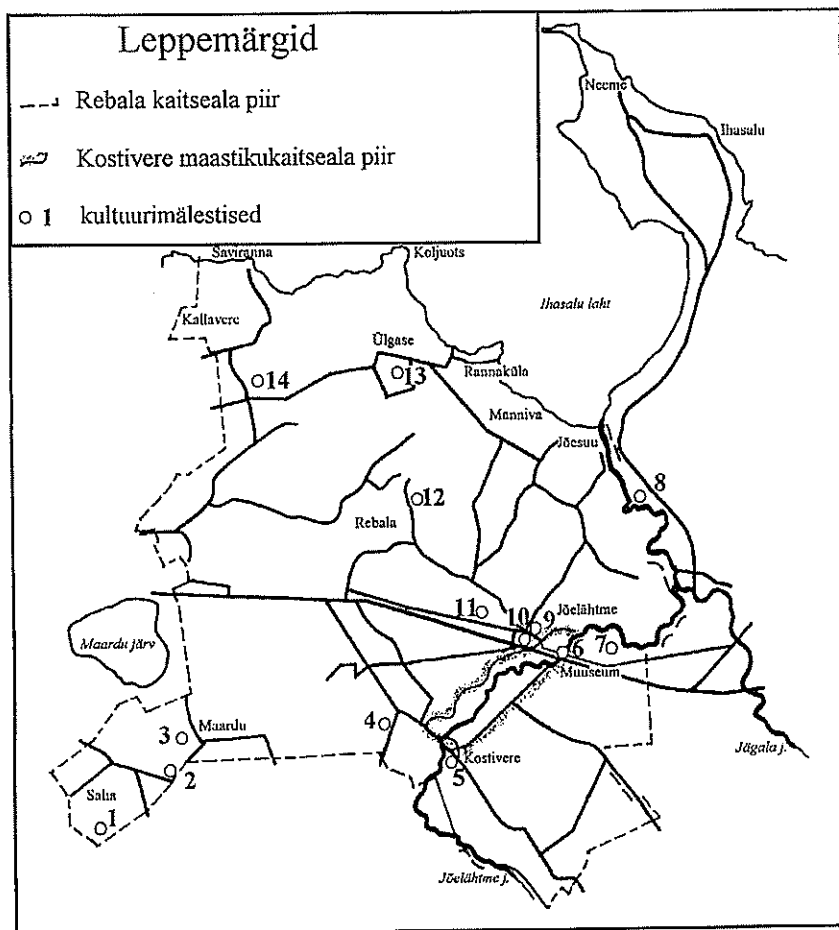 Leppemärgid
Rebala kaitseala piir
Kostivere maastikukaitseala piir
1 kultuurimälestised
Neeme
Ihasalu
Saviranna
Koljuots
Ihasalu laht
Kallavere
Ülgase
Rannaküla
14
13
Manniva
Jõesuu
8
12
Rebala
11
10
9
Jõelähtme
Maardu järv
6
7
Muuseum
4
3
Maardu
Jägala j.
Kostivere
5
2
Saha
1
Jõelähtme j.